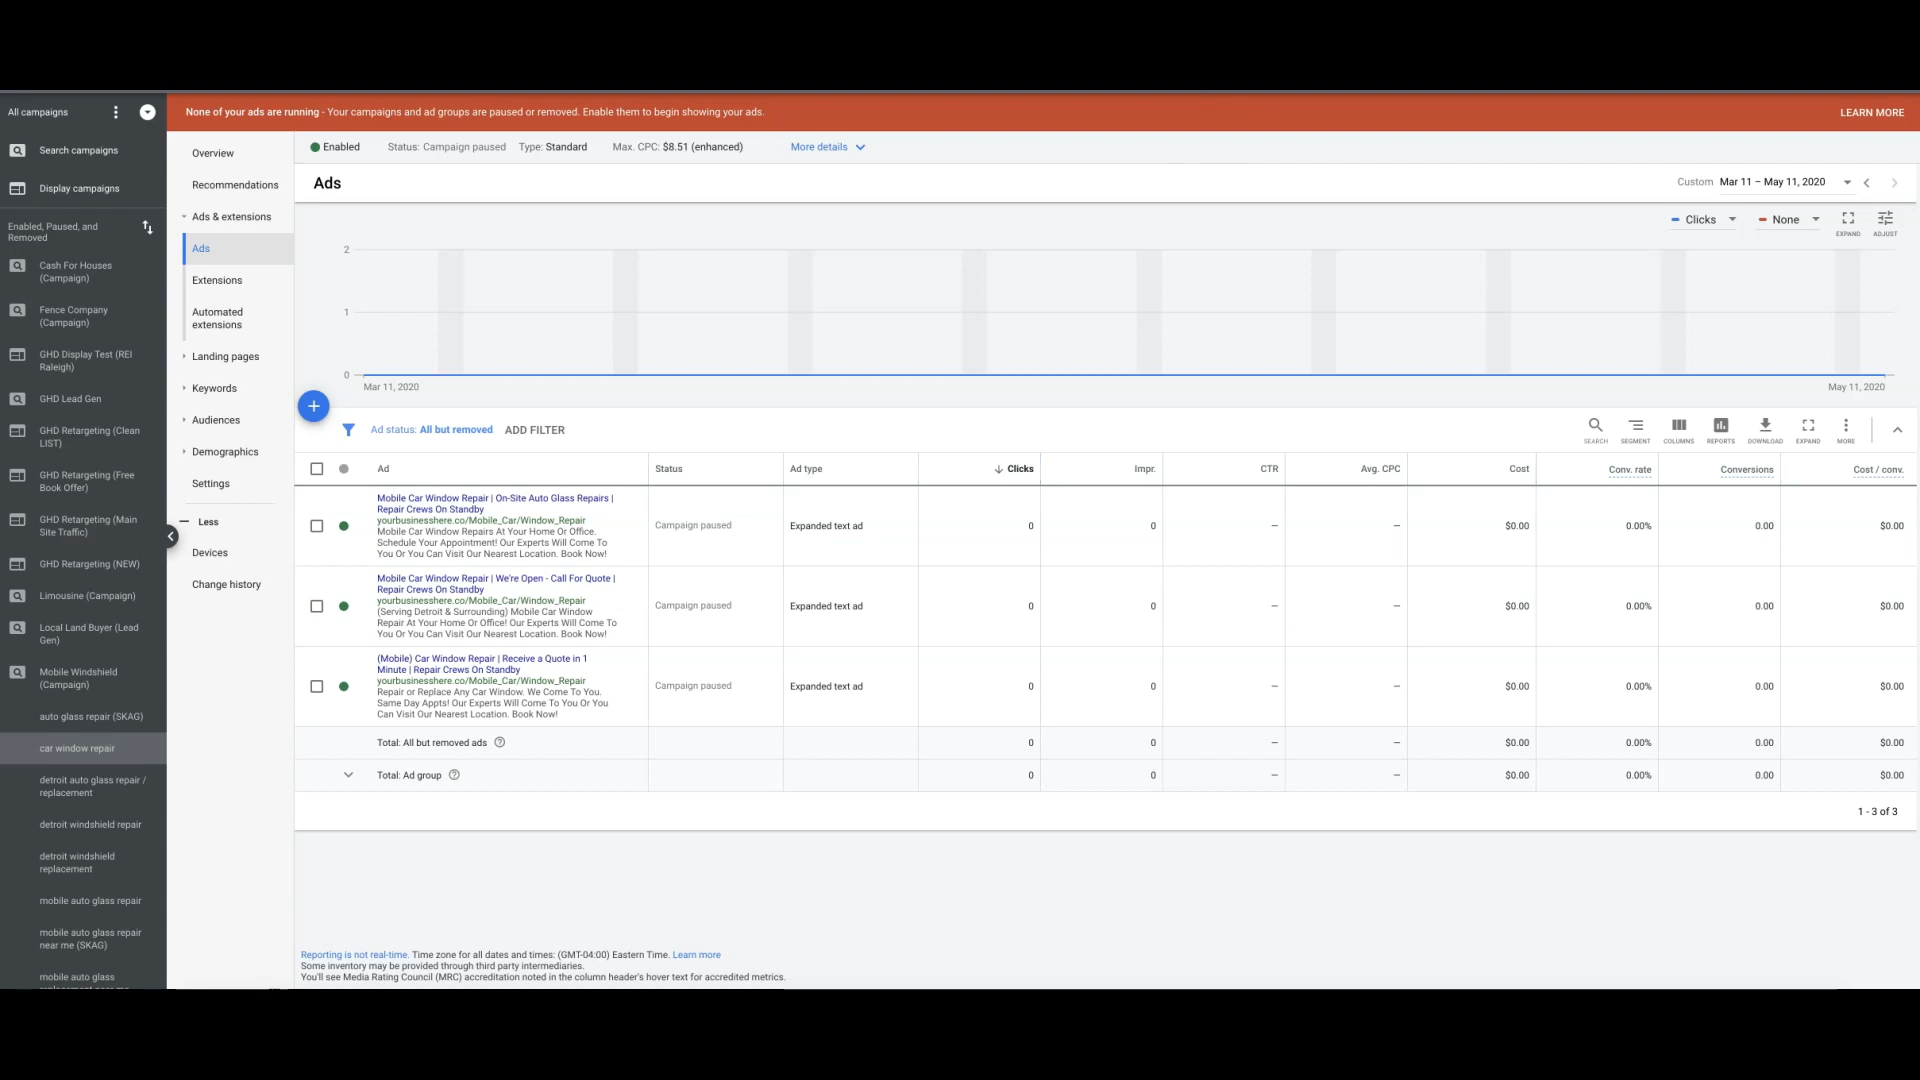 All campaigns
Search campaigns
Display campaigns
Enabled, Paused, and
Removed
Cash For Houses
(Campaign)
Fence Company
(Campaign)
GHD Display Test (REI
Raleigh)
GHD Lead Gen
GHD Retargeting (Clean
LIST)
GHD Retargeting (Free
Book Offer)
GHD Retargeting (Main
Site Traffic)
GHD Retargeting (NEW)
Limousine (Campaign)
Local Land Buyer (Lead
Gen)
Mobile Windshield
(Campaign)
auto glass repair (SKAG)
car window repair
detroit auto glass repair /
replacement
detroit windshield repair
detroit windshield
replacement
mobile auto glass repair
mobile auto glass repair
near me (SKAG)
mobile auto glass
None of your ads are running - Your campaigns and ad groups are paused or removed. Enable them to begin showing your ads.
LEARN MORE
Overview
Recommendations
Ads & extensions
Ads
Extensions
Automated
extensions
Landing pages
Keywords
Audiences
Demographics
Settings
Less
Devices
Change history
Enabled Status: Campaign paused Type: Standard Max. CPC: $8.51 (enhanced) More details
Ads
Custom Mar 11 – May 11, 2020
Clicks None EXPAND ADJUST
2
1
0
Mar 11, 2020 May 11, 2020
Ad status: All but removed ADD FILTER
SEARCH SEGMENT COLUMNS REPORTS DOWNLOAD EXPAND MORE
Ad Status Ad type Clicks Impr. CTR Avg. CPC Cost Conv. rate Conversions Cost / conv.
Mobile Car Window Repair | On-Site Auto Glass Repairs |
Repair Crews On Standby
yourbusinesshere.co/Mobile_Car/Window_Repair
Mobile Car Window Repairs At Your Home Or Office.
Schedule Your Appointment! Our Experts Will Come To
You Or You Can Visit Our Nearest Location. Book Now!
Campaign paused Expanded text ad 0 0 – – $0.00 0.00% 0.00 $0.00
Mobile Car Window Repair | We're Open - Call For Quote |
Repair Crews On Standby
yourbusinesshere.co/Mobile_Car/Window_Repair
(Serving Detroit & Surrounding) Mobile Car Window
Repair At Your Home Or Office! Our Experts Will Come To
You Or You Can Visit Our Nearest Location. Book Now!
Campaign paused Expanded text ad 0 0 – – $0.00 0.00% 0.00 $0.00
(Mobile) Car Window Repair | Receive a Quote in 1
Minute | Repair Crews On Standby
yourbusinesshere.co/Mobile_Car/Window_Repair
Repair or Replace Any Car Window. We Come To You.
Same Day Appts! Our Experts Will Come To You Or You
Can Visit Our Nearest Location. Book Now!
Campaign paused Expanded text ad 0 0 – – $0.00 0.00% 0.00 $0.00
Total: All but removed ads 0 0 – – $0.00 0.00% 0.00 $0.00
Total: Ad group 0 0 – – $0.00 0.00% 0.00 $0.00
1 - 3 of 3
Reporting is not real-time. Time zone for all dates and times: (GMT-04:00) Eastern Time. Learn more
Some inventory may be provided through third party intermediaries.
You'll see Media Rating Council (MRC) accreditation noted in the column header's hover text for accredited metrics.